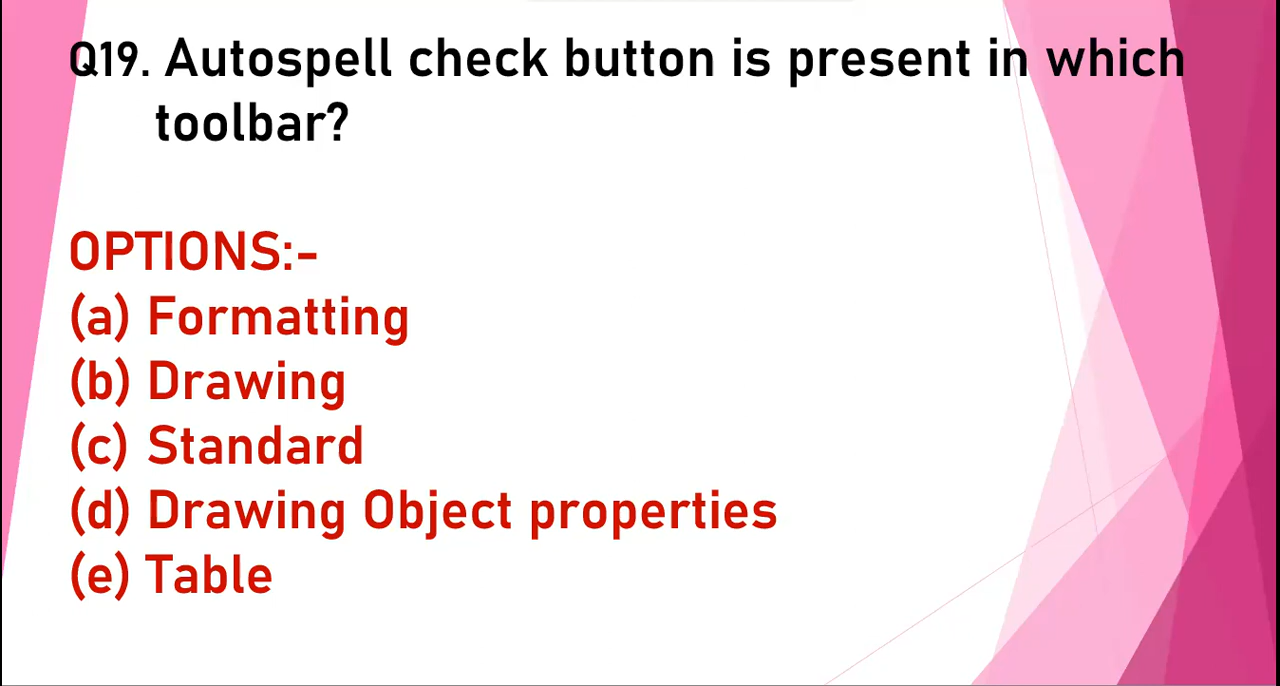 Q19. Autospell check button is present in which
toolbar?
OPTIONS:-
(a) Formatting
(b) Drawing
(c) Standard
(d) Drawing Object properties
(e) Table